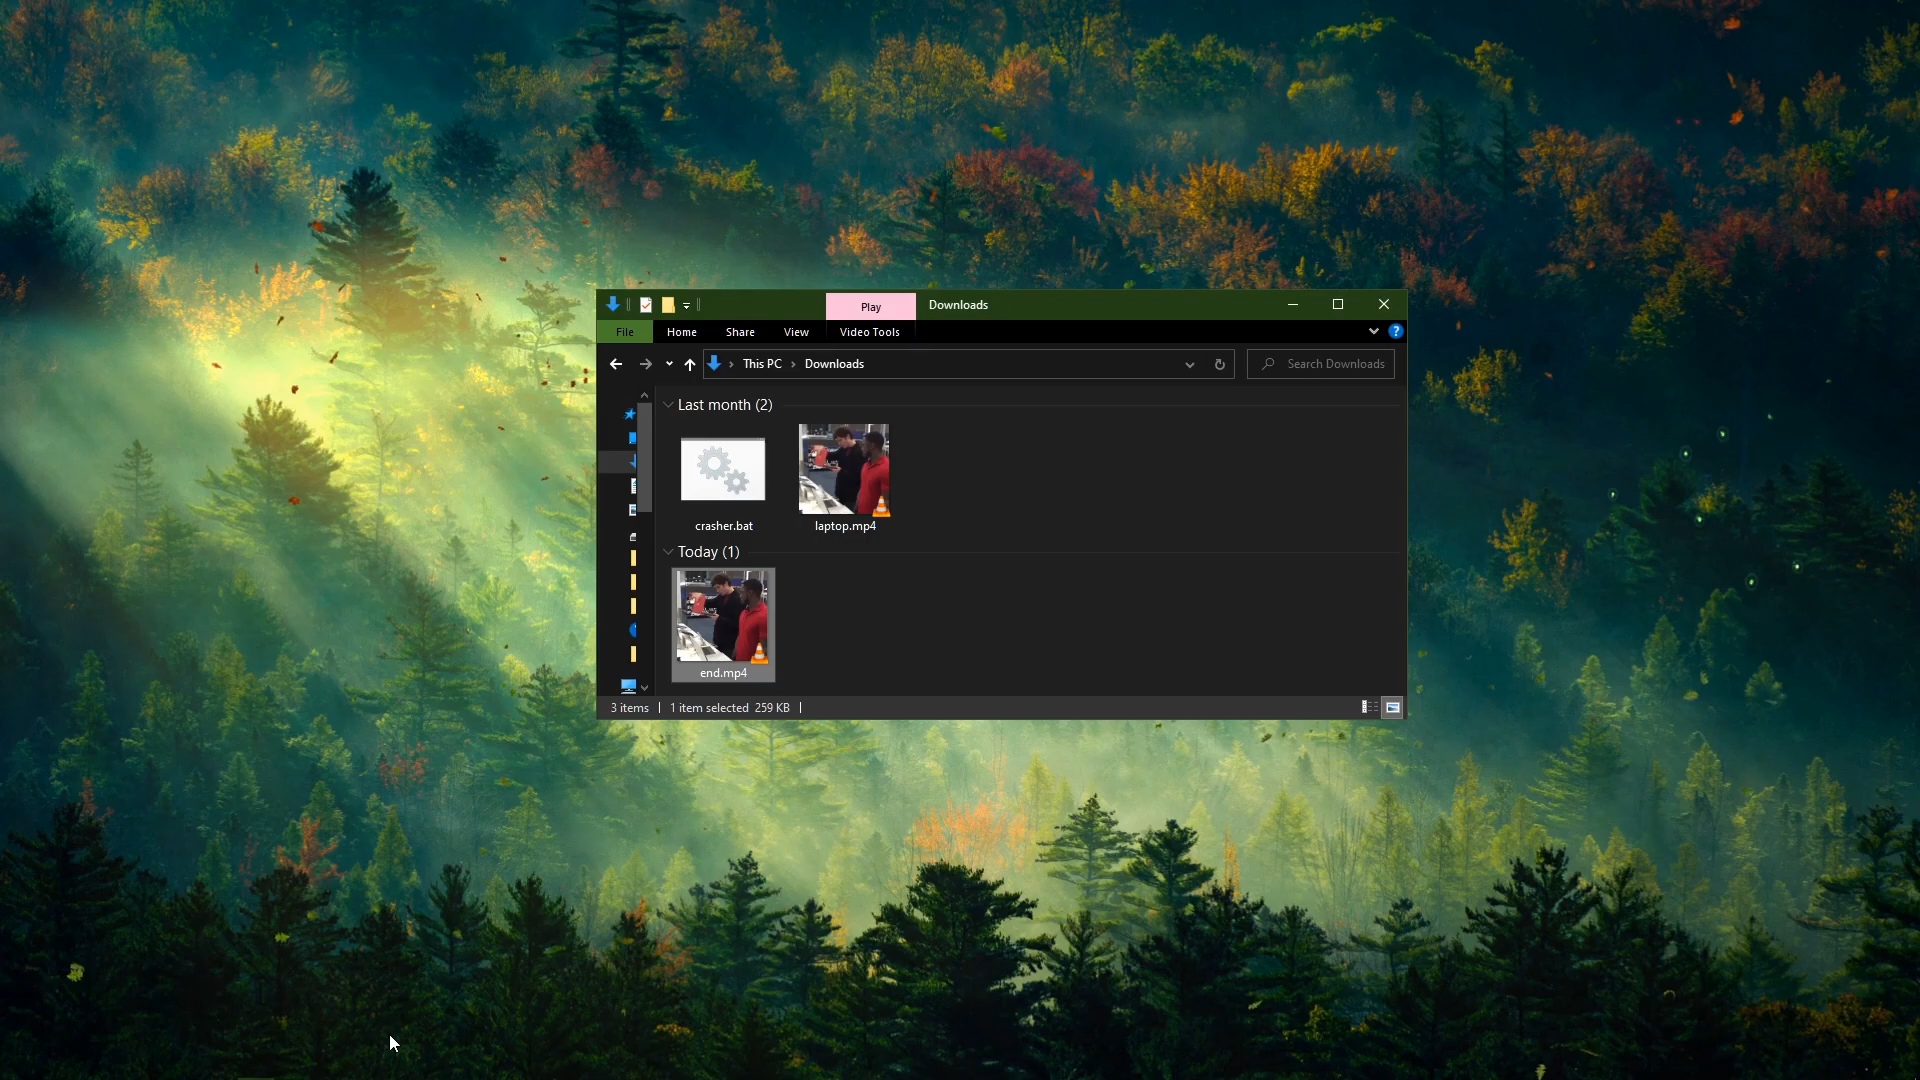 Play
Downloads
File
Home
Share
View
Video Tools
?
This PC
Downloads
Search Downloads
Last month (2)
crasher.bat
laptop.mp4
Today (1)
end.mp4
3 items
1 item selected 259 KB